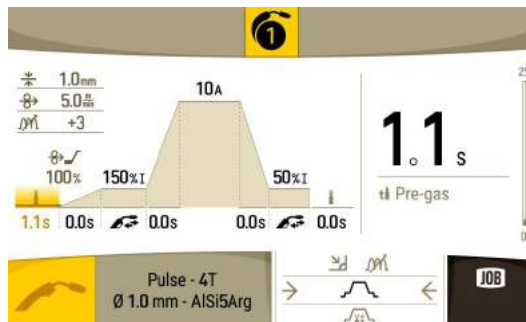 1
1.0mm
5.0 m/min
+3
100%
150%I
10A
50%I
1.1s
0.0s
0.0s
0.0s
0.0s
1.1 s
Pre-gas
Pulse - 4T
Ø 1.0 mm - AlSi5Arg
JOB